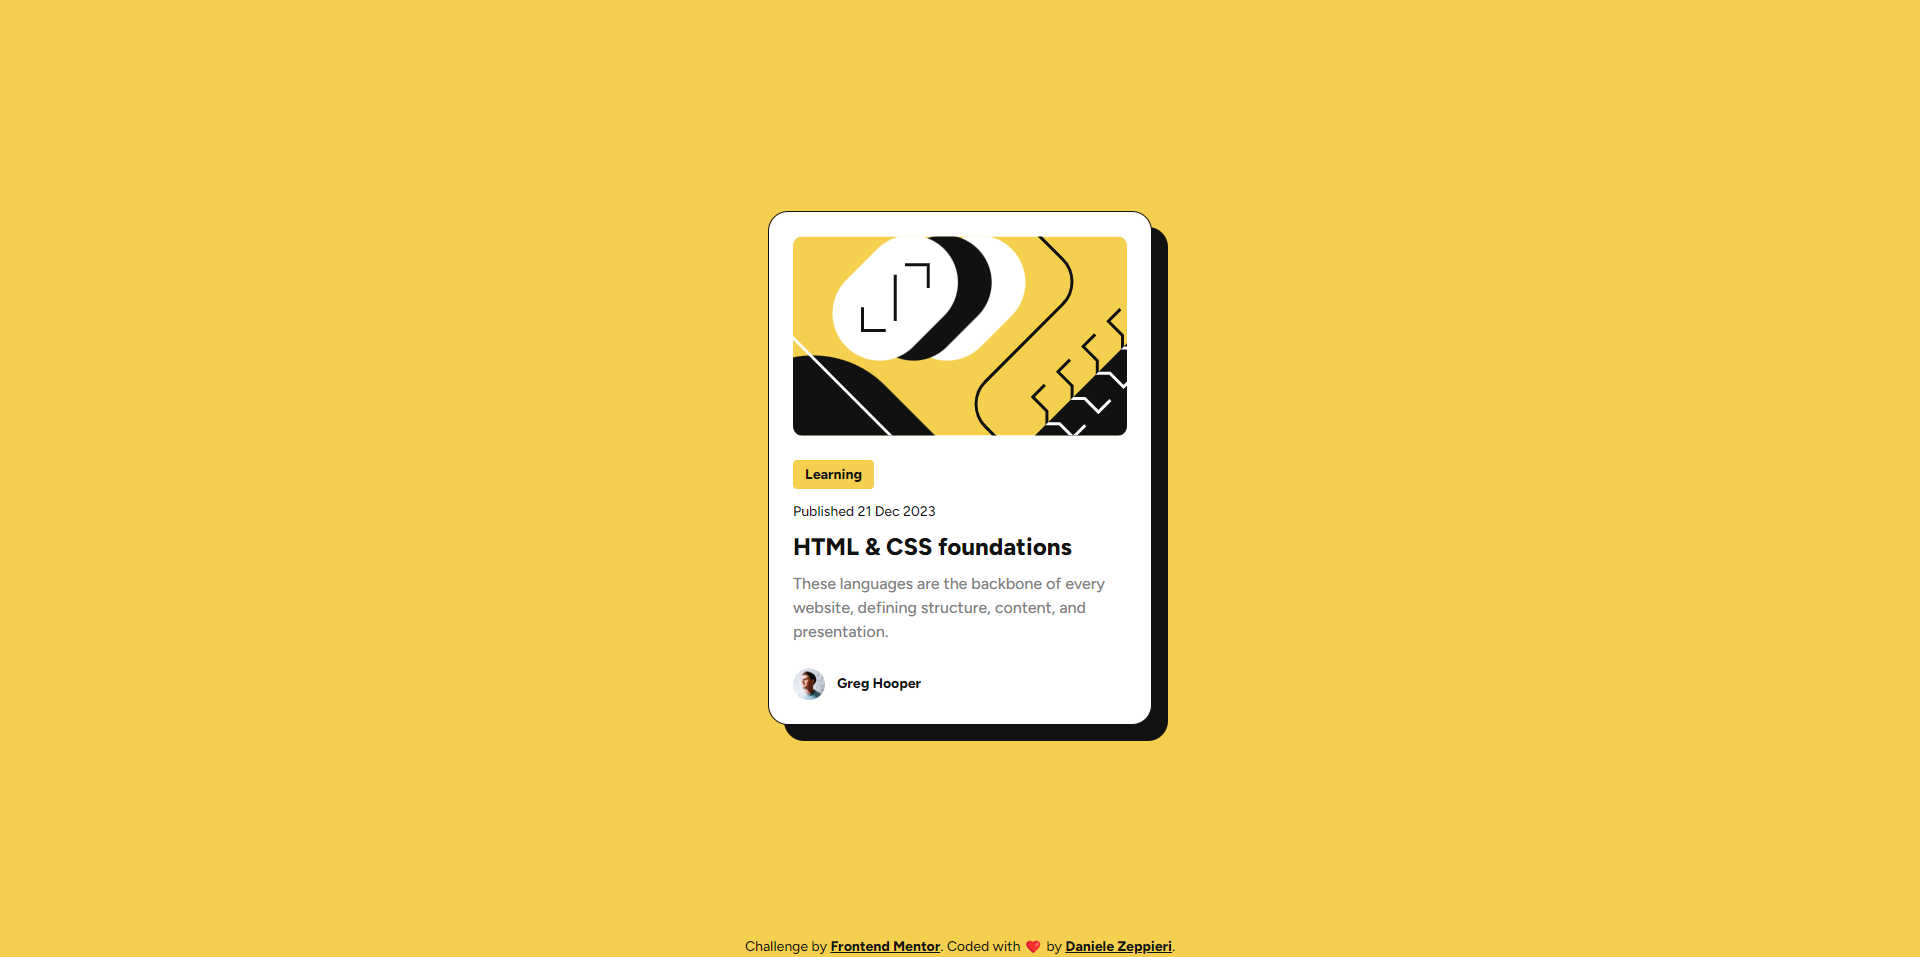 Learning
Published 21 Dec 2023
HTML & CSS foundations
These languages are the backbone of every
website, defining structure, content, and
presentation.
Greg Hooper
Challenge by Frontend Mentor. Coded with ❤️ by Daniele Zeppieri.